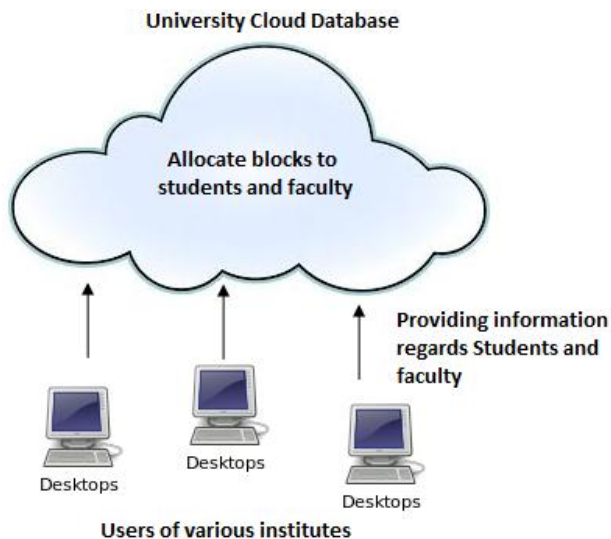 University Cloud Database
Allocate blocks to
students and faculty
Providing information
regards Students and
faculty
Desktops
Desktops
Desktops
Users of various institutes